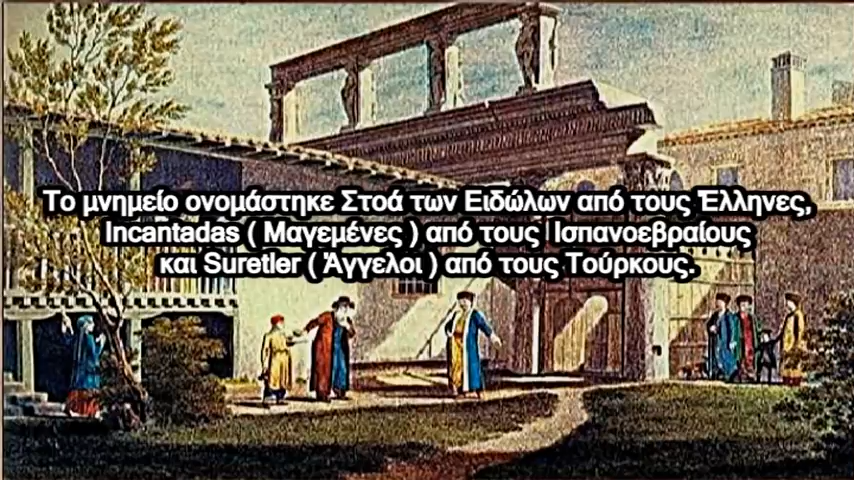 Το μνημείο ονομάστηκε Στοά των Ειδώλων από τους Έλληνες,
Incantadas ( Μαγεμένες ) από τους Ισπανοεβραίους
και Suretler ( Άγγελοι ) από τους Τούρκους.